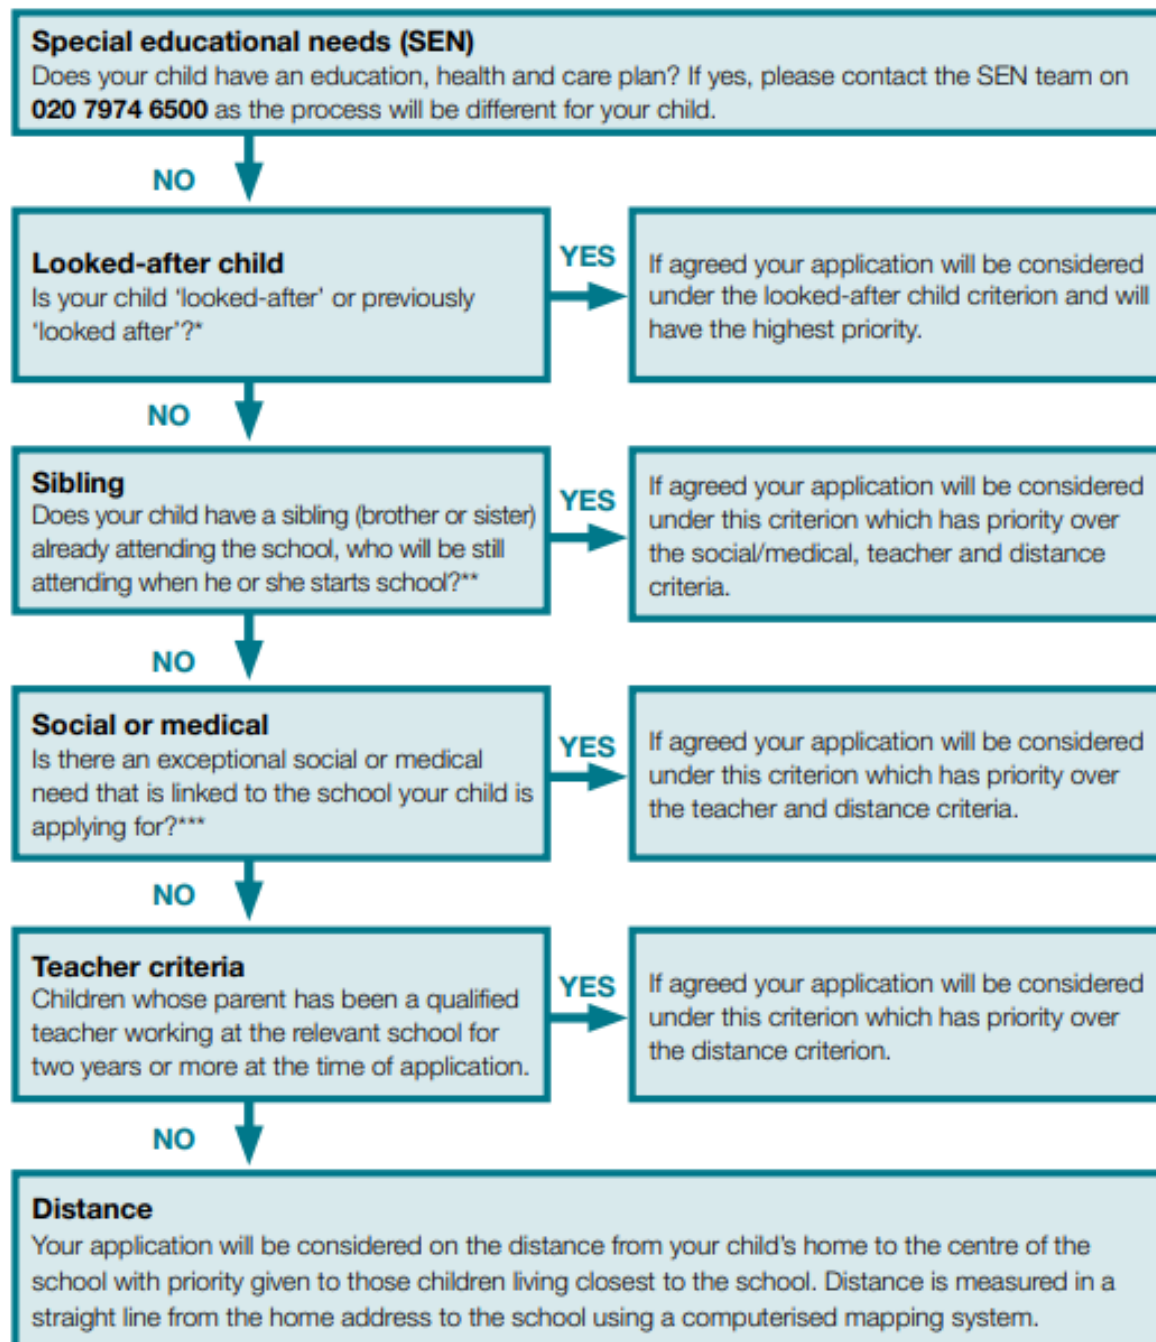 Special educational needs (SEN)
Does your child have an education, health and care plan? If yes, please contact the SEN team on
020 7974 6500 as the process will be different for your child.
NO
Looked-after child
Is your child ‘looked-after’ or previously
‘looked after’?*
YES
If agreed your application will be considered
under the looked-after child criterion and will
have the highest priority.
NO
Sibling
Does your child have a sibling (brother or sister)
already attending the school, who will be still
attending when he or she starts school?**
YES
If agreed your application will be considered
under this criterion which has priority over
the social/medical, teacher and distance
criteria.
NO
Social or medical
Is there an exceptional social or medical
need that is linked to the school your child is
applying for?***
YES
If agreed your application will be considered
under this criterion which has priority over
the teacher and distance criteria.
NO
Teacher criteria
Children whose parent has been a qualified
teacher working at the relevant school for
two years or more at the time of application.
YES
If agreed your application will be considered
under this criterion which has priority over
the distance criterion.
NO
Distance
Your application will be considered on the distance from your child’s home to the centre of the
school with priority given to those children living closest to the school. Distance is measured in a
straight line from the home address to the school using a computerised mapping system.